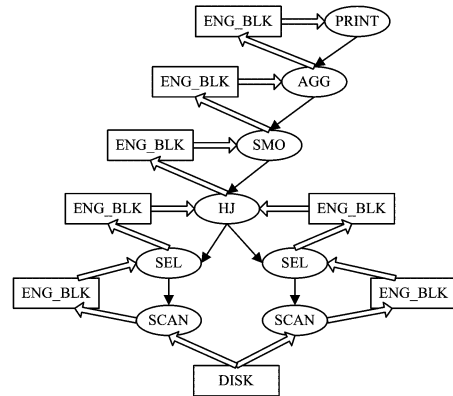 ENG_BLK PRINT
ENG_BLK AGG
ENG_BLK SMO
ENG_BLK HJ ENG_BLK
SEL SEL
ENG_BLK ENG_BLK
SCAN SCAN
DISK